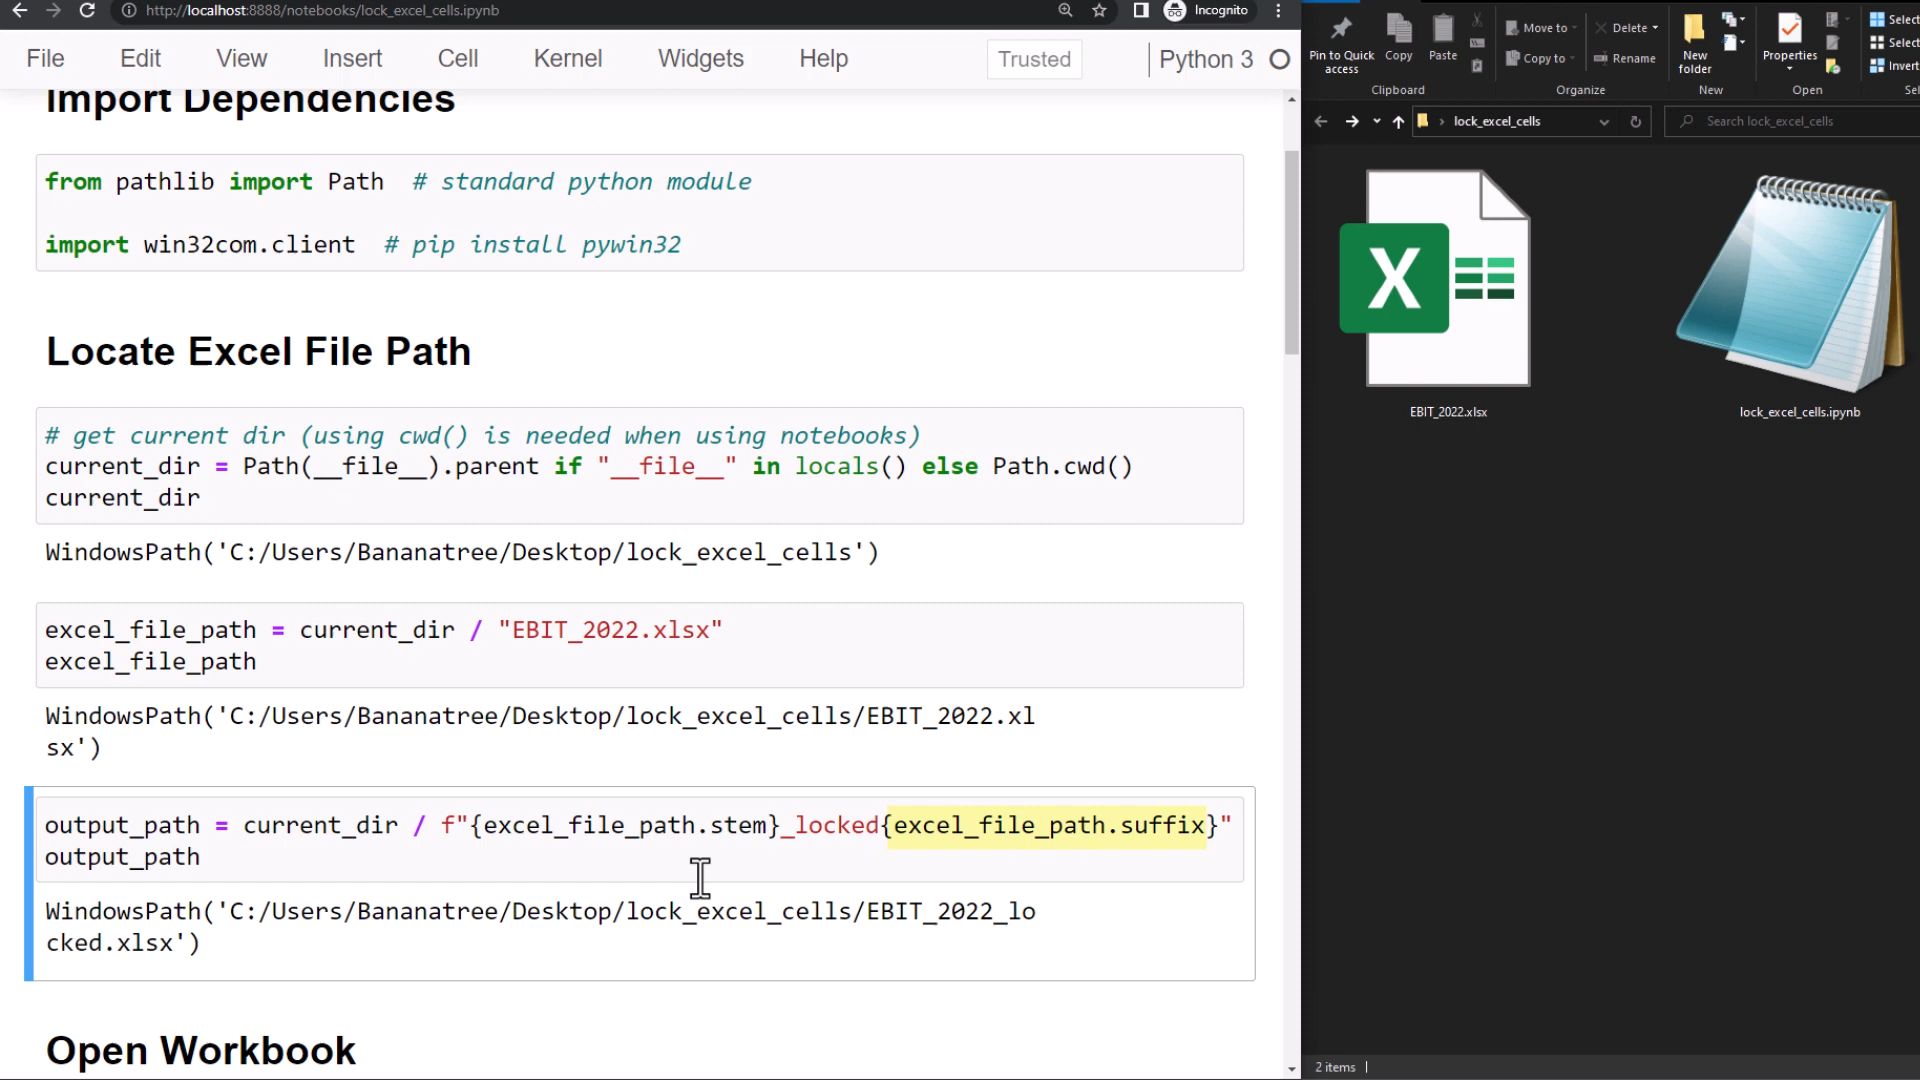 http://localhost:8888/notebooks/lock_excel_cells.ipynb
Incognito
File Edit View Insert Cell Kernel Widgets Help Trusted Python 3
Import Dependencies
from pathlib import Path # standard python module
import win32com.client # pip install pywin32
Locate Excel File Path
# get current dir (using cwd() is needed when using notebooks)
current_dir = Path(__file__).parent if "__file__" in locals() else Path.cwd()
current_dir
WindowsPath('C:/Users/Bananatree/Desktop/lock_excel_cells')
excel_file_path = current_dir / "EBIT_2022.xlsx"
excel_file_path
WindowsPath('C:/Users/Bananatree/Desktop/lock_excel_cells/EBIT_2022.xl
sx')
output_path = current_dir / f"{excel_file_path.stem}_locked{excel_file_path.suffix}"
output_path
WindowsPath('C:/Users/Bananatree/Desktop/lock_excel_cells/EBIT_2022_lo
cked.xlsx')
Open Workbook
Pin to Quick
access
Copy
Paste
Clipboard
Move to
Copy to
Delete
Rename
Organize
New
folder
New
Properties
Open
Select
Select
Invert
Sel
lock_excel_cells
Search lock_excel_cells
X
EBIT_2022.xlsx
lock_excel_cells.ipynb
2 items